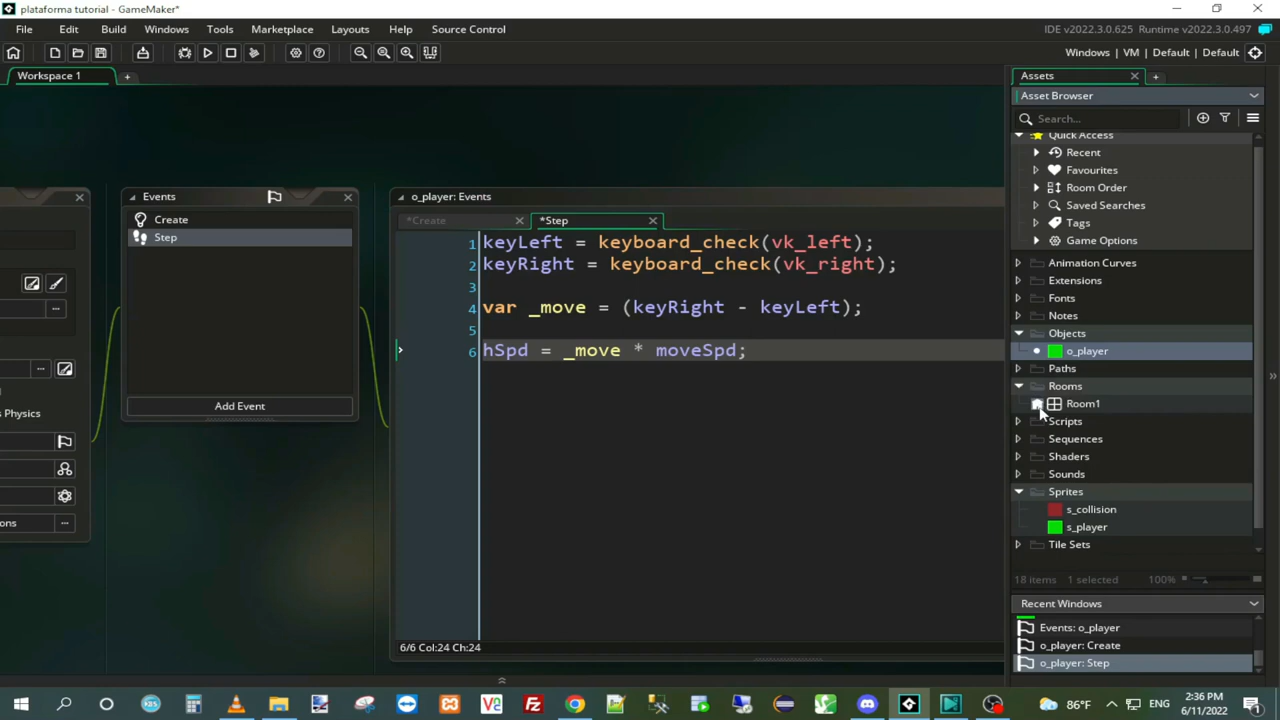 plataforma tutorial - GameMaker*
File Edit Build Windows Tools Marketplace Layouts Help Source Control
IDE v2022.3.0.625 Runtime v2022.3.0.497
Windows | VM | Default | Default
Workspace 1
Assets
Asset Browser
Search...
Quick Access
Recent
Favourites
Room Order
Saved Searches
Tags
Game Options
Animation Curves
Extensions
Fonts
Notes
Objects
o_player
Paths
Rooms
Room1
Scripts
Sequences
Shaders
Sounds
Sprites
s_collision
s_player
Tile Sets
18 items 1 selected 100%
Recent Windows
Events: o_player
o_player: Create
o_player: Step
Physics
ons
Events
Create
Step
Add Event
o_player: Events
*Create
*Step
1 keyLeft = keyboard_check(vk_left);
2 keyRight = keyboard_check(vk_right);
3
4 var _move = (keyRight - keyLeft);
5
6 hSpd = _move * moveSpd;
6/6 Col:24 Ch:24
86°F
ENG
2:36 PM
6/11/2022